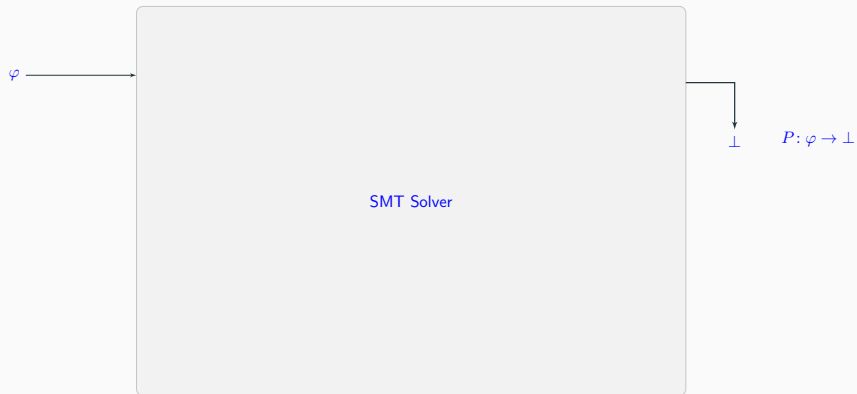 φ
⊥
P : φ → ⊥
SMT Solver